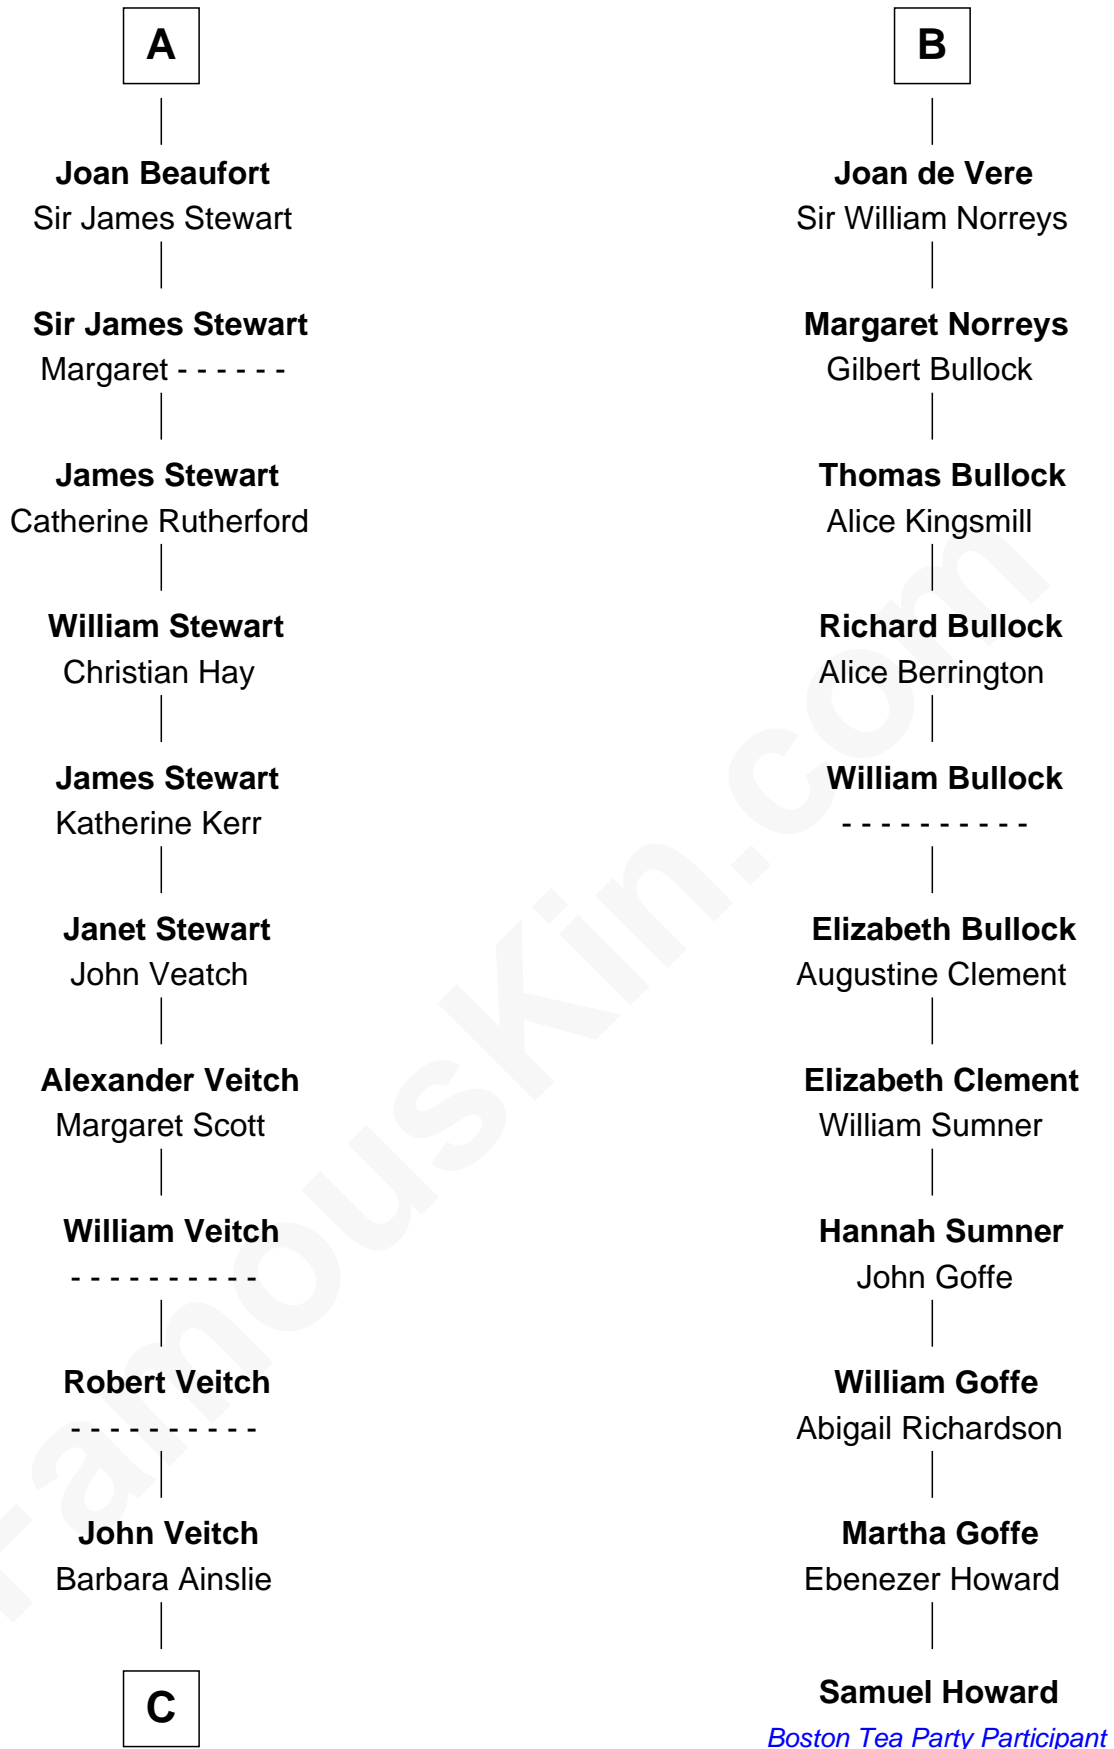 A
Joan Beaufort
Sir James Stewart
Sir James Stewart
Margaret - - - - - -
James Stewart
Catherine Rutherford
William Stewart
Christian Hay
James Stewart
Katherine Kerr
Janet Stewart
John Veatch
Alexander Veitch
Margaret Scott
William Veitch
- - - - - - - - - -
Robert Veitch
- - - - - - - - - -
John Veitch
Barbara Ainslie
C
B
Joan de Vere
Sir William Norreys
Margaret Norreys
Gilbert Bullock
Thomas Bullock
Alice Kingsmill
Richard Bullock
Alice Berrington
William Bullock
- - - - - - - - - -
Elizabeth Bullock
Augustine Clement
Elizabeth Clement
William Sumner
Hannah Sumner
John Goffe
William Goffe
Abigail Richardson
Martha Goffe
Ebenezer Howard
Samuel Howard
Boston Tea Party Participant
FamousKin.com